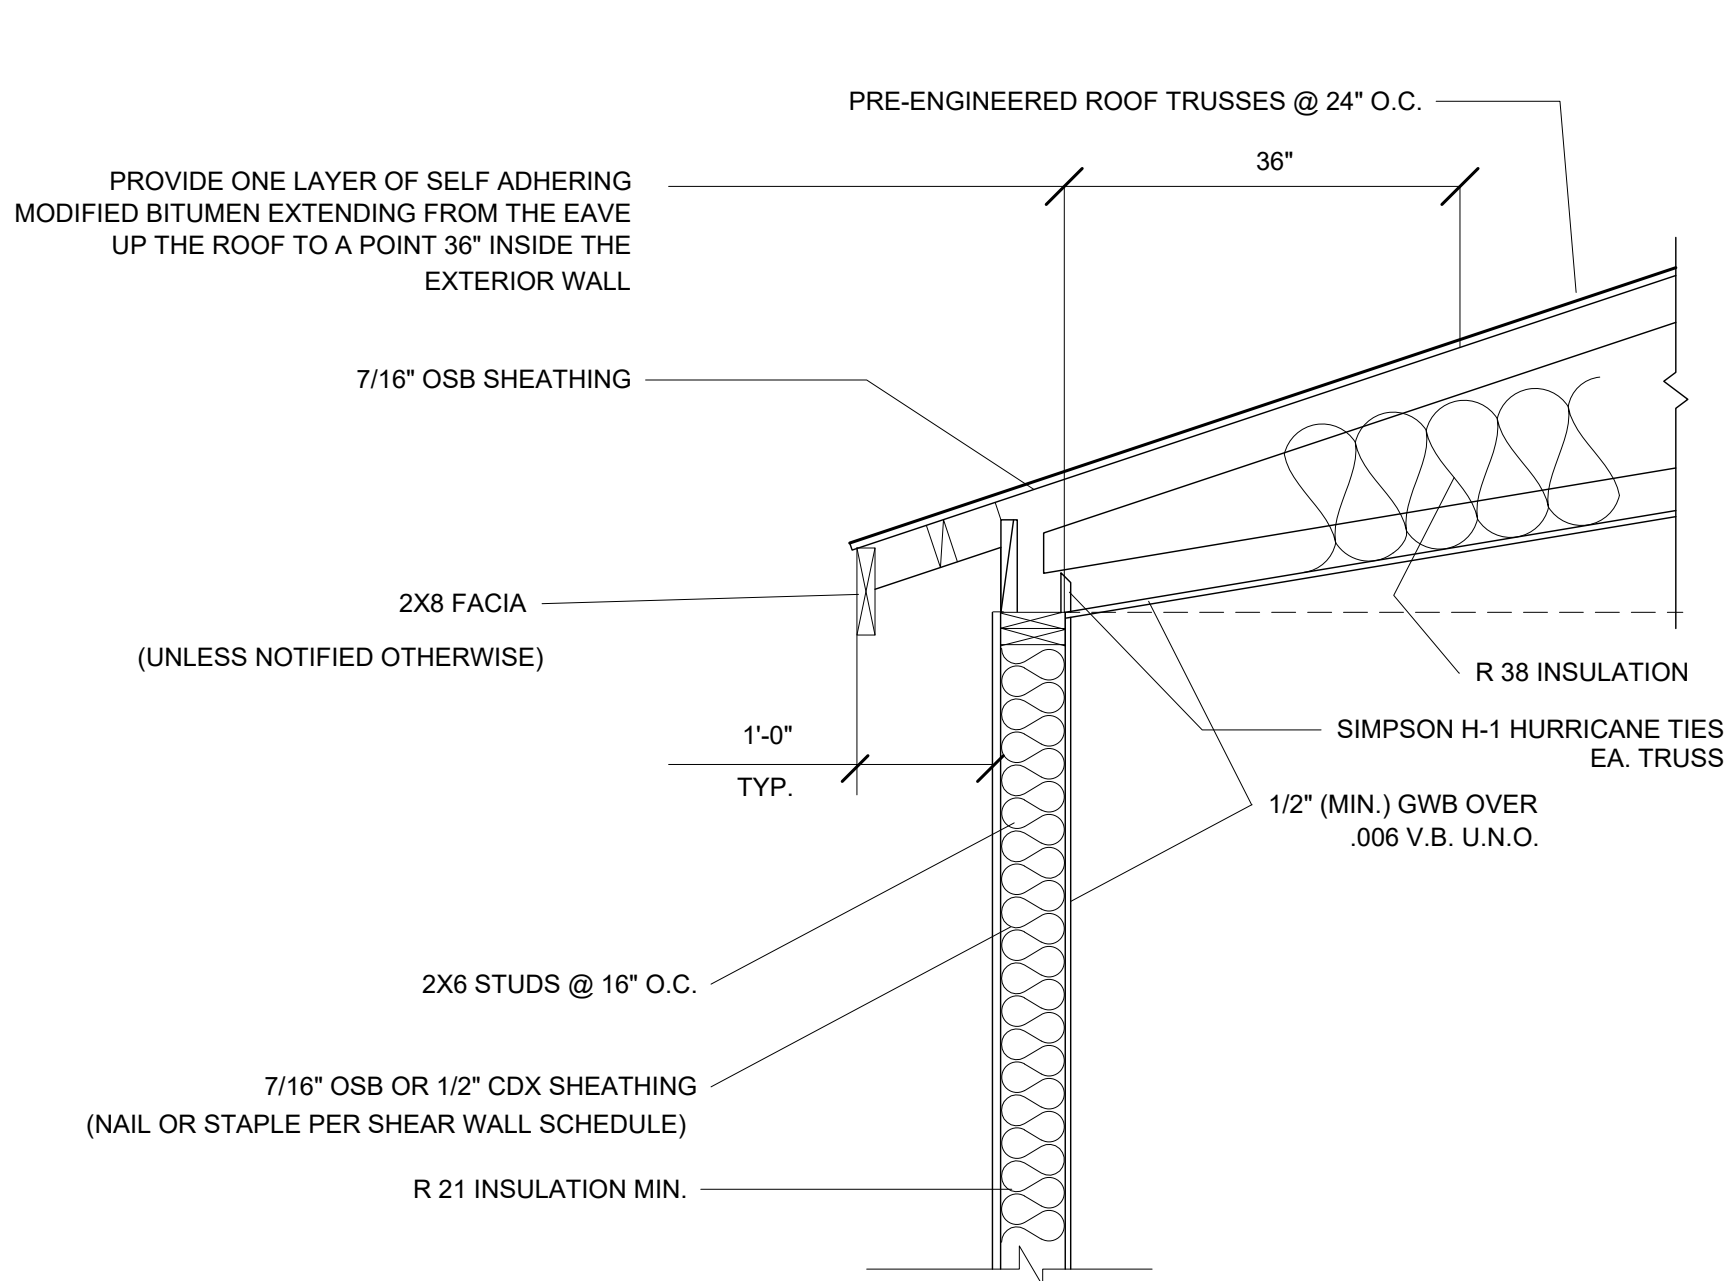 PRE-ENGINEERED ROOF TRUSSES @ 24" O.C.
36"
PROVIDE ONE LAYER OF SELF ADHERING
MODIFIED BITUMEN EXTENDING FROM THE EAVE
UP THE ROOF TO A POINT 36" INSIDE THE
EXTERIOR WALL
7/16" OSB SHEATHING
2X8 FACIA
(UNLESS NOTIFIED OTHERWISE)
R 38 INSULATION
SIMPSON H-1 HURRICANE TIES
EA. TRUSS
1'-0"
TYP.
1/2" (MIN.) GWB OVER
.006 V.B. U.N.O.
2X6 STUDS @ 16" O.C.
7/16" OSB OR 1/2" CDX SHEATHING
(NAIL OR STAPLE PER SHEAR WALL SCHEDULE)
R 21 INSULATION MIN.